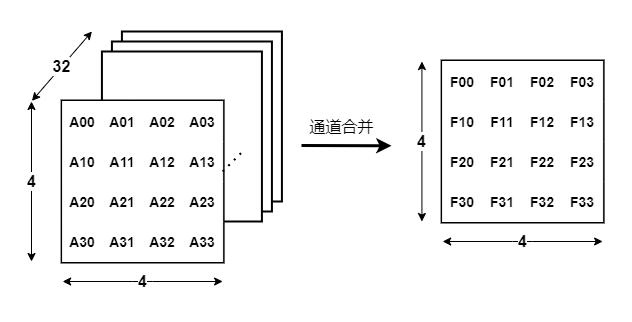 32
A00 A01 A02 A03
A10 A11 A12 A13
A20 A21 A22 A23
A30 A31 A32 A33
4
4
通道合并
F00 F01 F02 F03
F10 F11 F12 F13
F20 F21 F22 F23
F30 F31 F32 F33
4
4